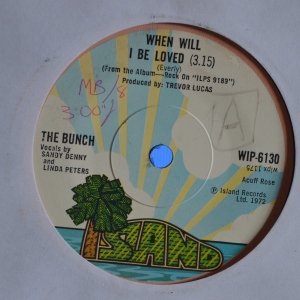 WHEN WILL
I BE LOVED (3.15)
(Everly)
(From the Album—Rock On "ILPS 9189")
Produced by: TREVOR LUCAS
MB/8
3'00"
A
THE BUNCH
Vocals by
SANDY DENNY
and
LINDA PETERS
WIP-6130
WIPX 1175
Acuff Rose
℗ Island Records
Ltd. 1972
ISLAND